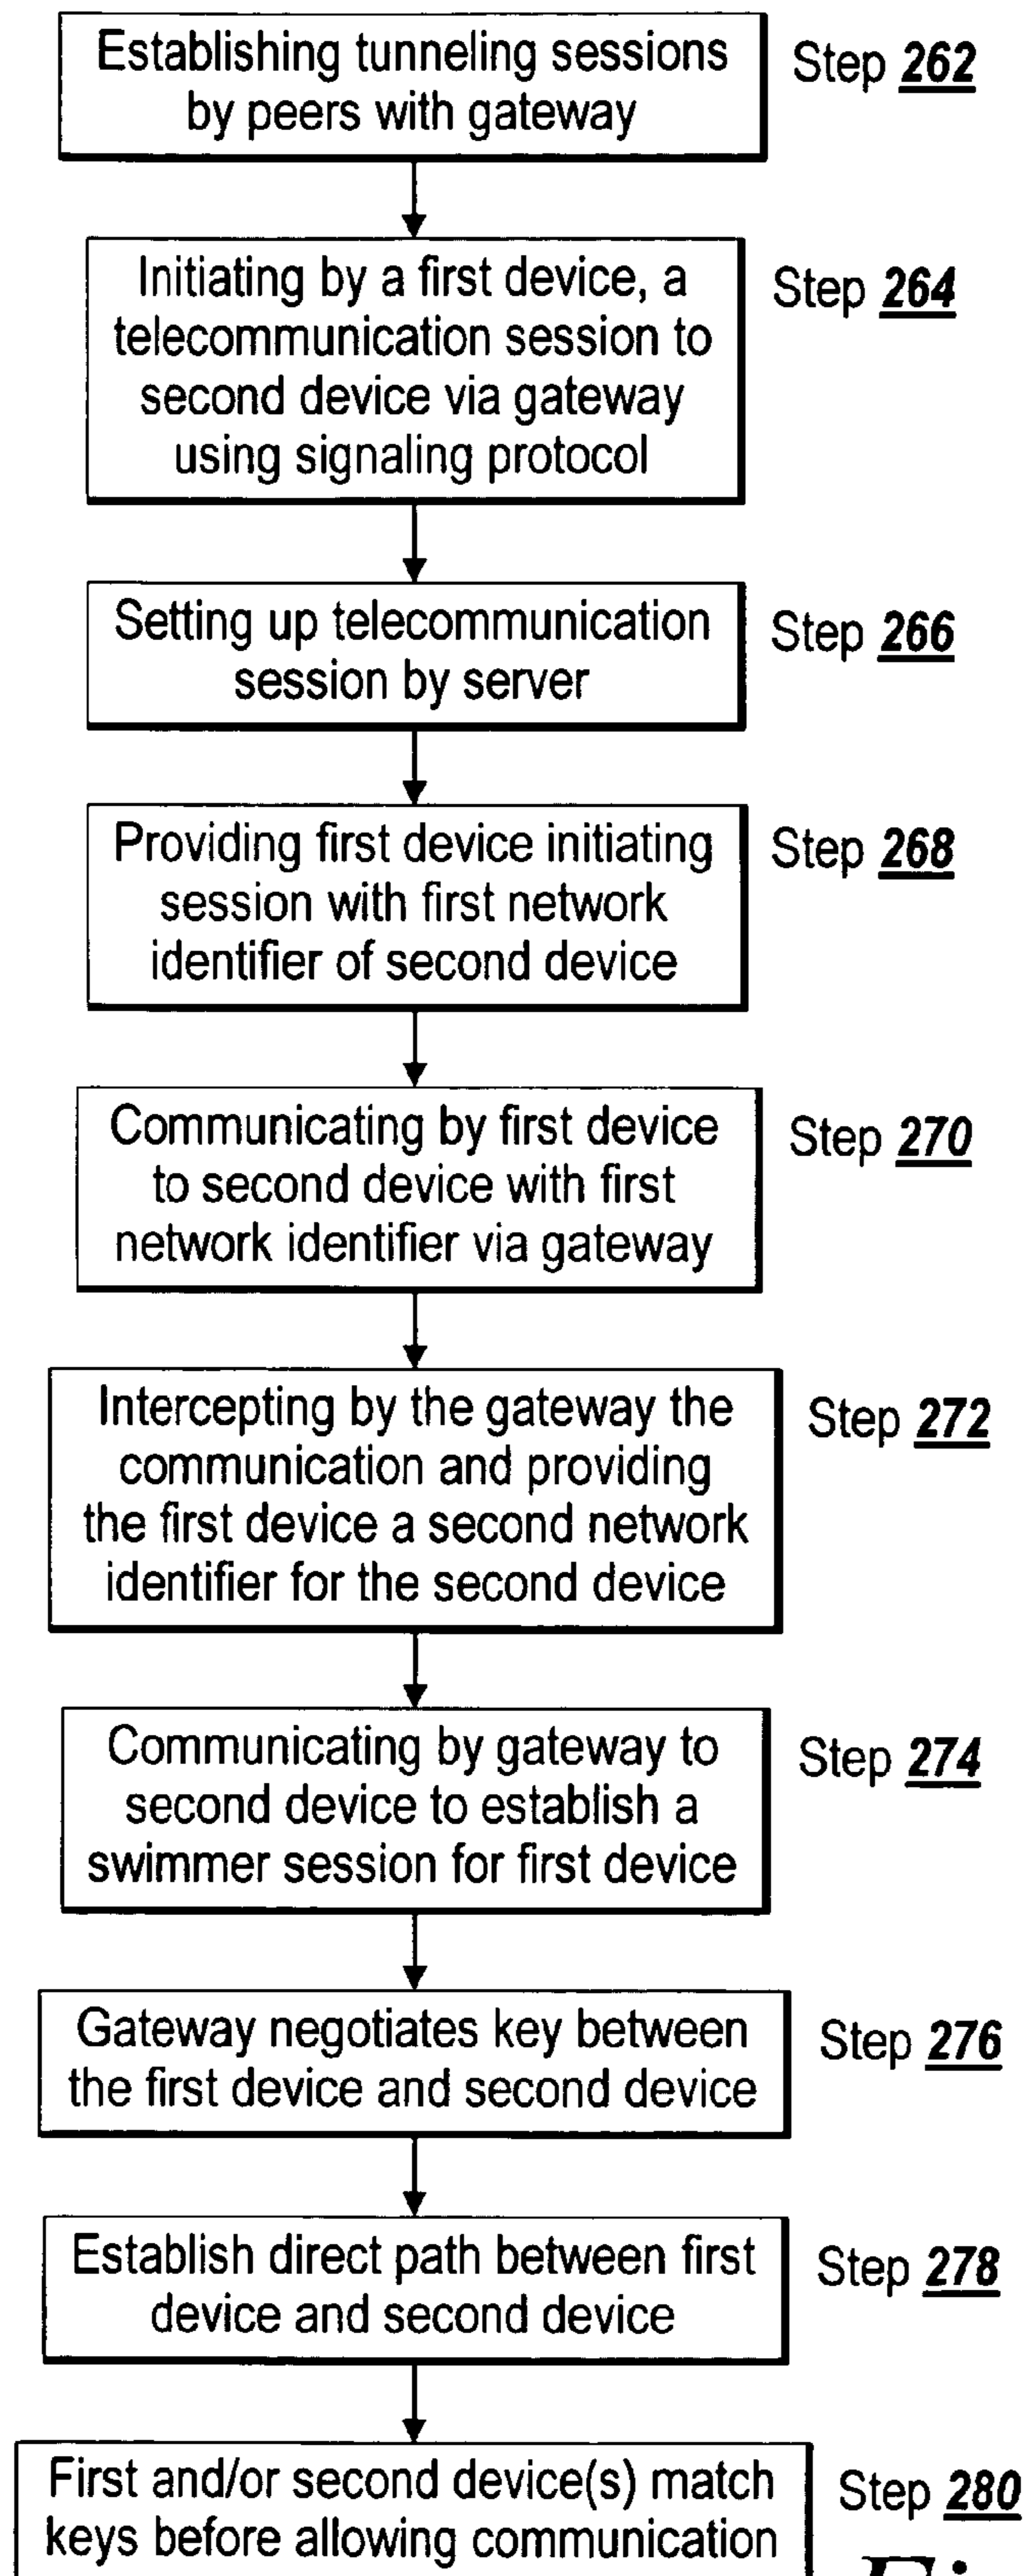 Establishing tunneling sessions
by peers with gateway
Step 262
Initiating by a first device, a
telecommunication session to
second device via gateway
using signaling protocol
Step 264
Setting up telecommunication
session by server
Step 266
Providing first device initiating
session with first network
identifier of second device
Step 268
Communicating by first device
to second device with first
network identifier via gateway
Step 270
Intercepting by the gateway the
communication and providing
the first device a second network
identifier for the second device
Step 272
Communicating by gateway to
second device to establish a
swimmer session for first device
Step 274
Gateway negotiates key between
the first device and second device
Step 276
Establish direct path between first
device and second device
Step 278
First and/or second device(s) match
keys before allowing communication
Step 280